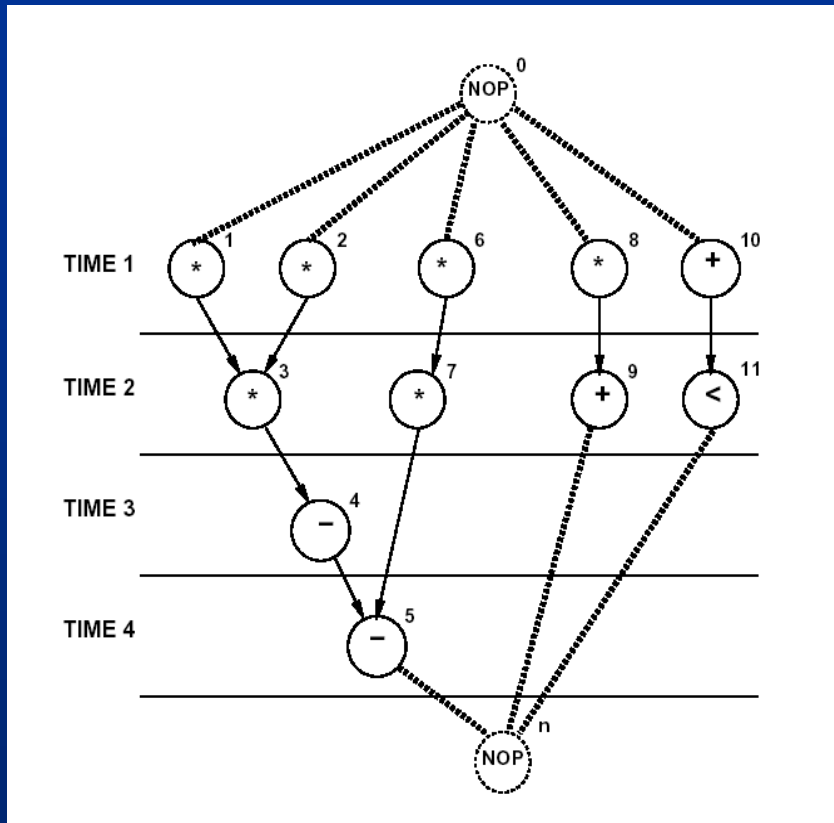 0
NOP
1 2 6 8 10
TIME 1 * * * * +
3 7 9 11
TIME 2 * * + <
4
TIME 3 −
5
TIME 4 −
n
NOP